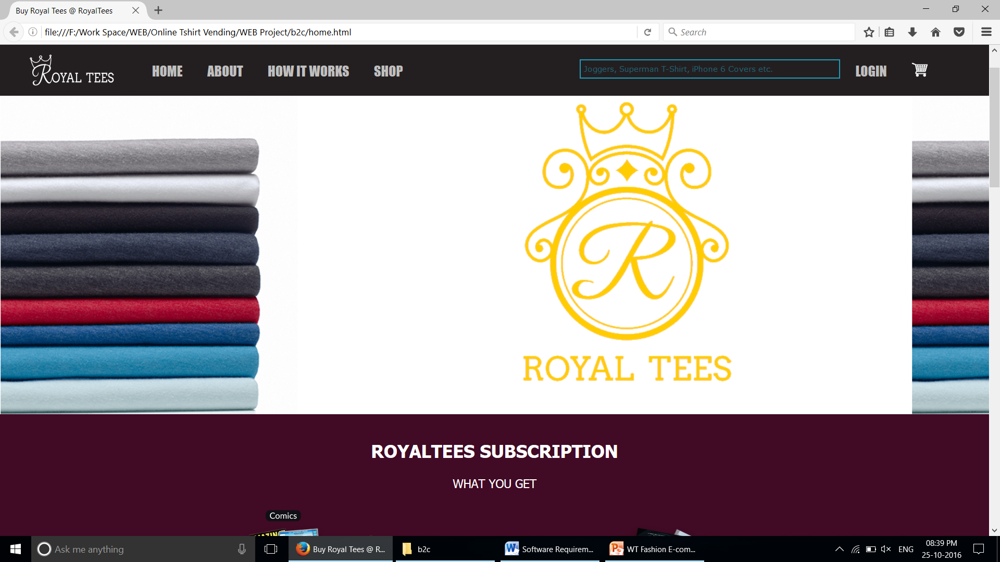 Buy Royal Tees @ RoyalTees
file:///F:/Work Space/WEB/Online Tshirt Vending/WEB Project/b2c/home.html
Search
ROYAL TEES
HOME
ABOUT
HOW IT WORKS
SHOP
Joggers, Superman T-Shirt, iPhone 6 Covers etc.
LOGIN
R
ROYAL TEES
ROYALTEES SUBSCRIPTION
WHAT YOU GET
Comics
Ask me anything
Buy Royal Tees @ R...
b2c
Software Requirem...
WT Fashion E-com...
ENG
08:39 PM
25-10-2016